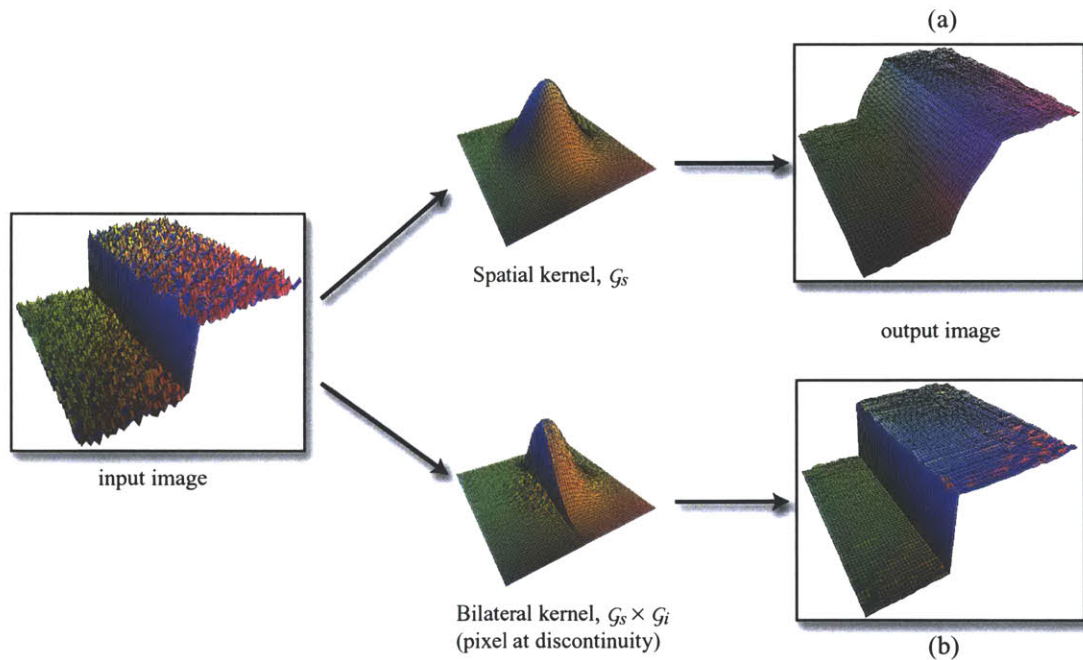 (a)
Spatial kernel, Gs
output image
input image
Bilateral kernel, Gs × Gi
(pixel at discontinuity)
(b)